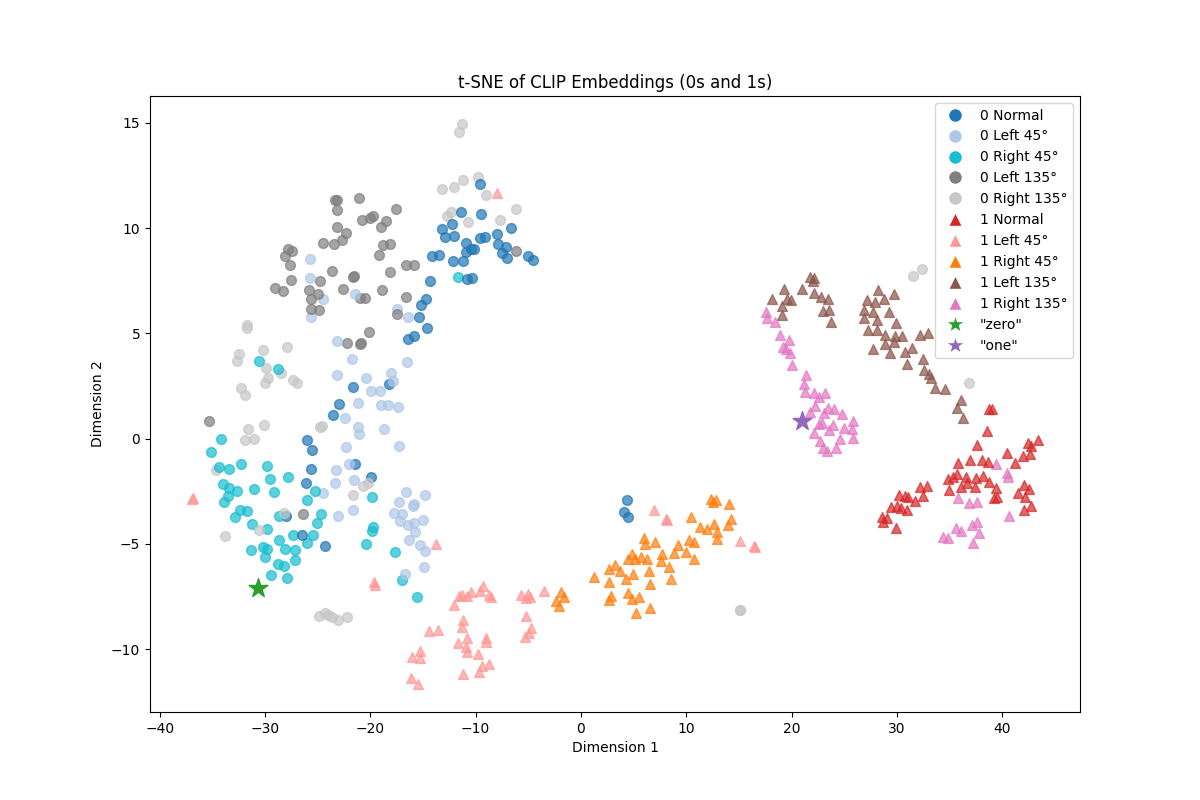 t-SNE of CLIP Embeddings (0s and 1s)
15
10
5
0
−5
−10
Dimension 2
−40
−30
−20
−10
0
10
20
30
40
Dimension 1
0 Normal
0 Left 45°
0 Right 45°
0 Left 135°
0 Right 135°
1 Normal
1 Left 45°
1 Right 45°
1 Left 135°
1 Right 135°
"zero"
"one"